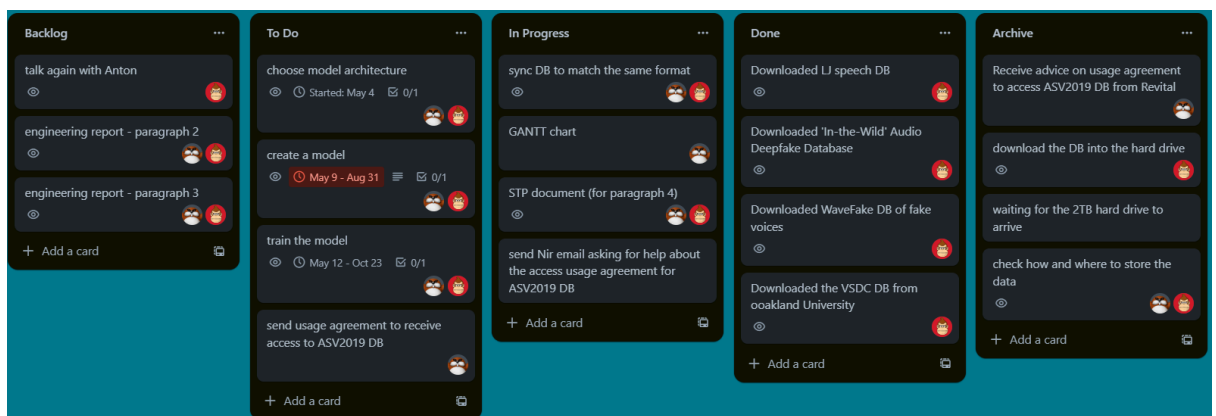 Backlog
talk again with Anton
engineering report - paragraph 2
engineering report - paragraph 3
+ Add a card
To Do
choose model architecture
Started: May 4 0/1
create a model
May 9 - Aug 31 0/1
train the model
May 12 - Oct 23 0/1
send usage agreement to receive
access to ASV2019 DB
+ Add a card
In Progress
sync DB to match the same format
GANTT chart
STP document (for paragraph 4)
send Nir email asking for help about
the access usage agreement for
ASV2019 DB
+ Add a card
Done
Downloaded LJ speech DB
Downloaded 'In-the-Wild' Audio
Deepfake Database
Downloaded WaveFake DB of fake
voices
Downloaded the VSDC DB from
ooakland University
+ Add a card
Archive
Receive advice on usage agreement
to access ASV2019 DB from Revital
download the DB into the hard drive
waiting for the 2TB hard drive to
arrive
check how and where to store the
data
+ Add a card